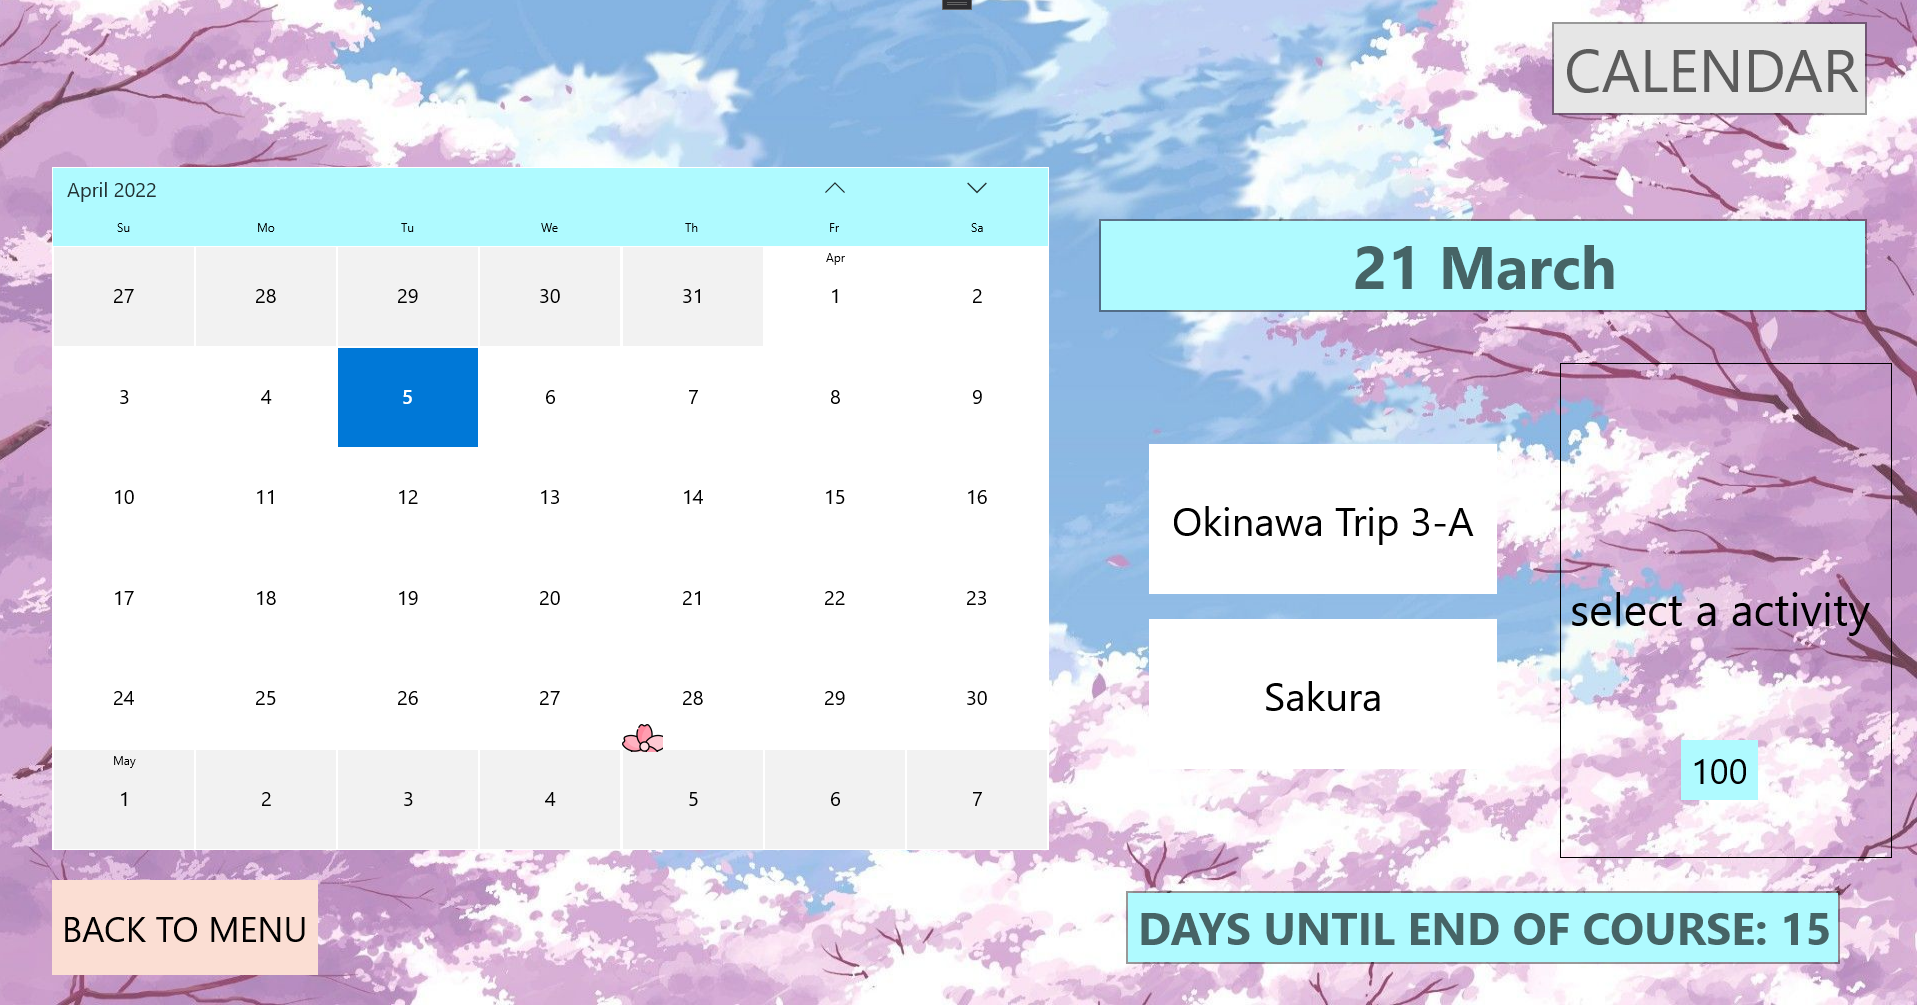 CALENDAR
April 2022
Su Mo Tu We Th Fr Sa
Apr
27 28 29 30 31 1 2
3 4 5 6 7 8 9
10 11 12 13 14 15 16
17 18 19 20 21 22 23
24 25 26 27 28 29 30
May
1 2 3 4 5 6 7
BACK TO MENU
21 March
Okinawa Trip 3-A
Sakura
select a activity
100
DAYS UNTIL END OF COURSE: 15